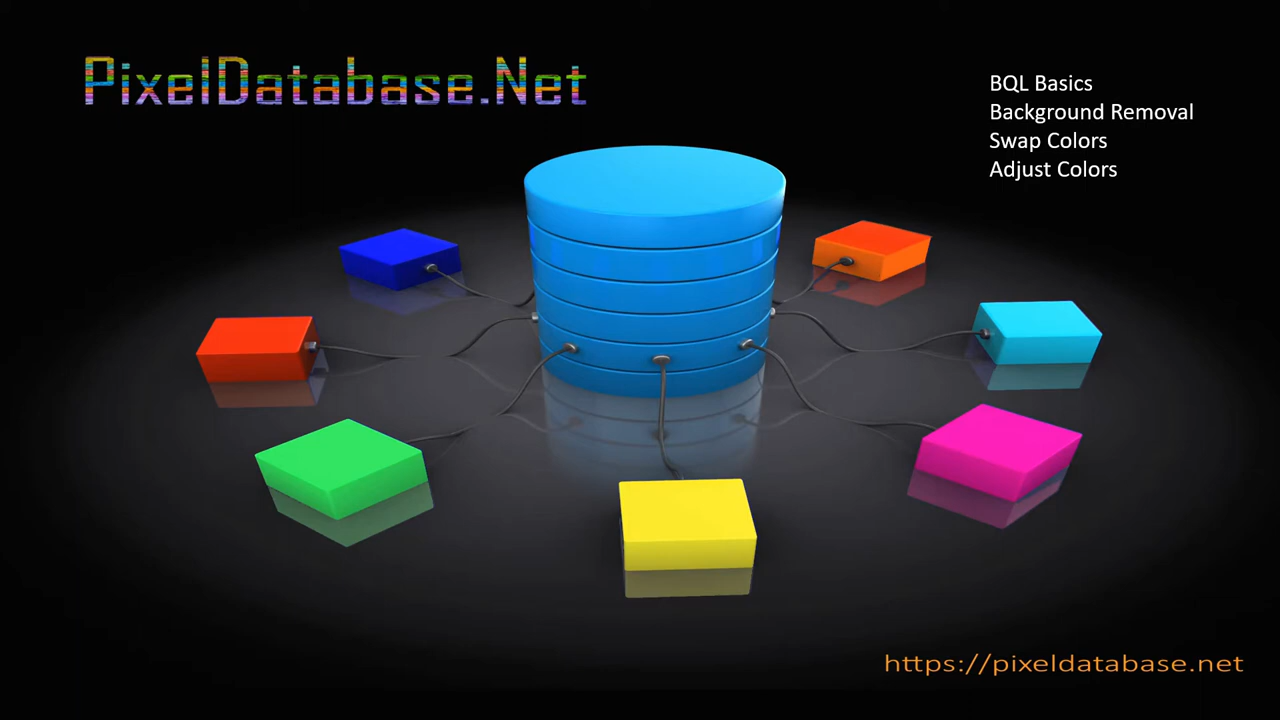 PixelDatabase.Net
BQL Basics
Background Removal
Swap Colors
Adjust Colors
https://pixeldatabase.net